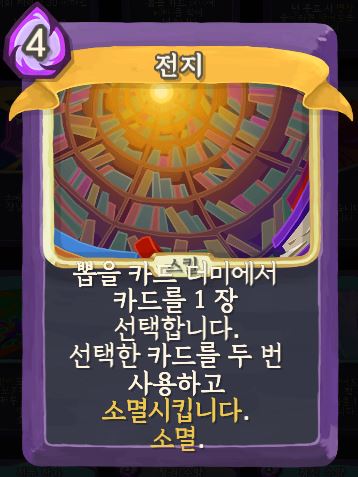 4
전지
스킬
뽑을 카드 더미에서
카드를 1 장
선택합니다.
선택한 카드를 두 번
사용하고
소멸시킵니다.
소멸.